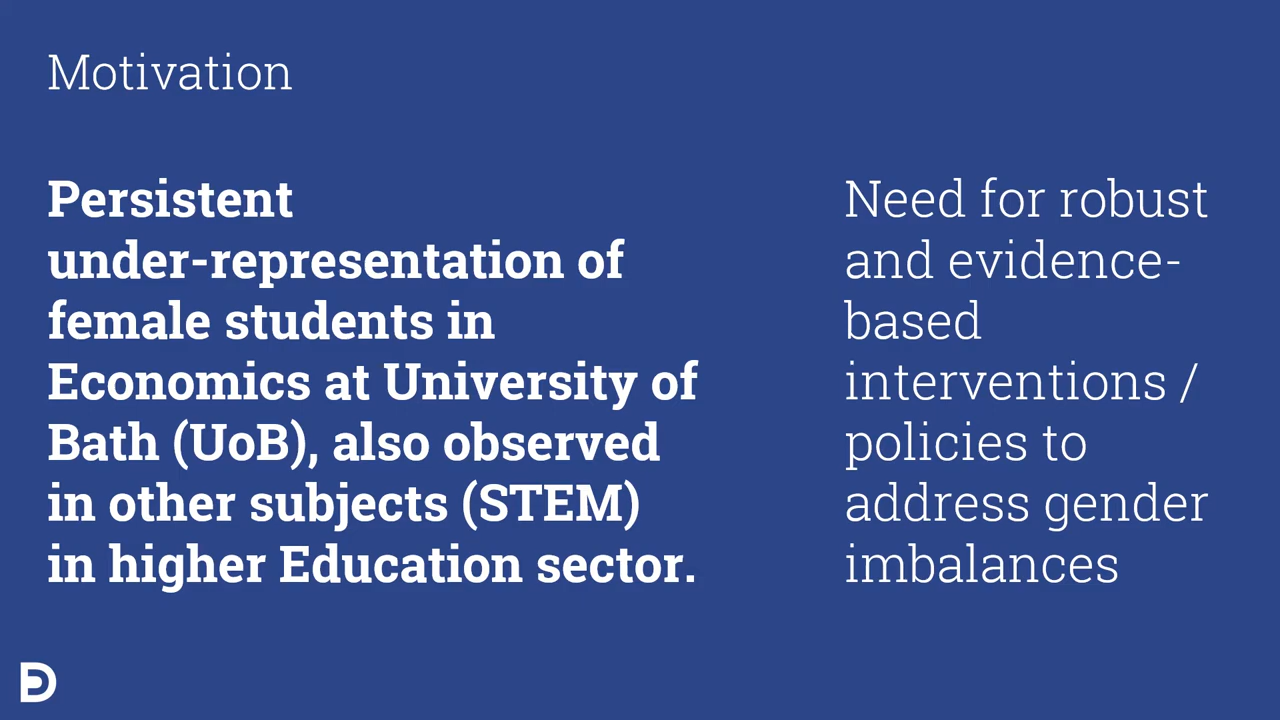 Motivation
Persistent
under-representation of
female students in
Economics at University of
Bath (UoB), also observed
in other subjects (STEM)
in higher Education sector.
Need for robust
and evidence-
based
interventions /
policies to
address gender
imbalances